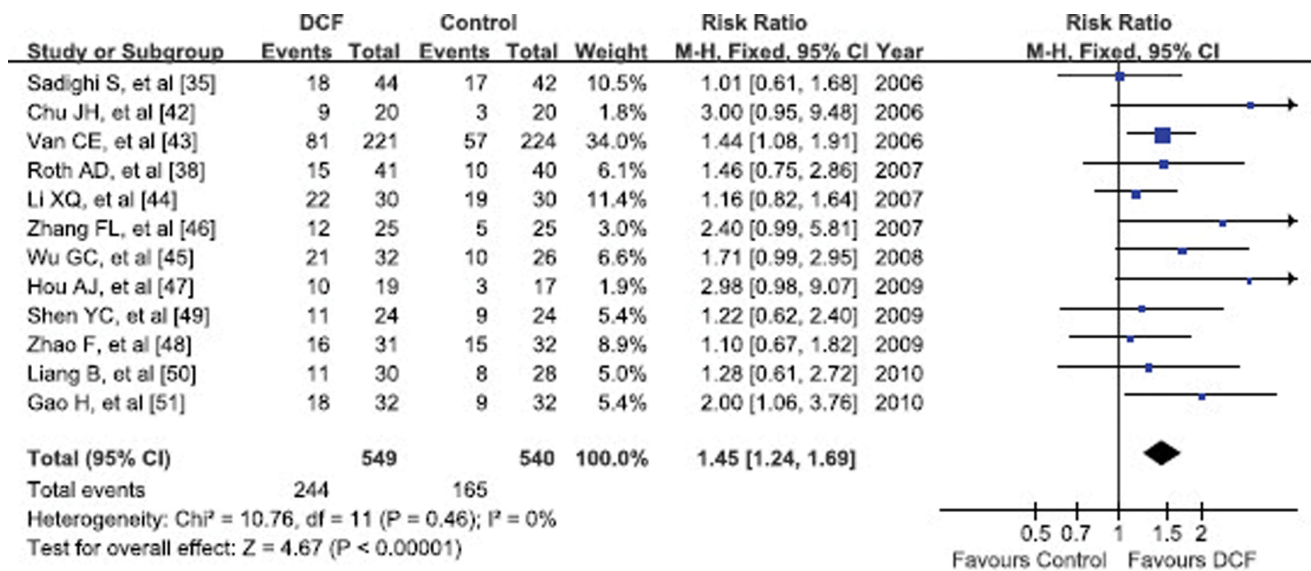 DCF Control Risk Ratio Risk Ratio
Study or Subgroup Events Total Events Total Weight M-H. Fixed, 95% CI Year M-H. Fixed, 95% CI
Sadighi S, et al [35] 18 44 17 42 10.5% 1.01 [0.61, 1.68] 2006
Chu JH, et al [42] 9 20 3 20 1.8% 3.00 [0.95, 9.48] 2006
Van CE, et al [43] 81 221 57 224 34.0% 1.44 [1.08, 1.91] 2006
Roth AD, et al [38] 15 41 10 40 6.1% 1.46 [0.75, 2.86] 2007
Li XQ, et al [44] 22 30 19 30 11.4% 1.16 [0.82, 1.64] 2007
Zhang FL, et al [46] 12 25 5 25 3.0% 2.40 [0.99, 5.81] 2007
Wu GC, et al [45] 21 32 10 26 6.6% 1.71 [0.99, 2.95] 2008
Hou AJ, et al [47] 10 19 3 17 1.9% 2.98 [0.98, 9.07] 2009
Shen YC, et al [49] 11 24 9 24 5.4% 1.22 [0.62, 2.40] 2009
Zhao F, et al [48] 16 31 15 32 8.9% 1.10 [0.67, 1.82] 2009
Liang B, et al [50] 11 30 8 28 5.0% 1.28 [0.61, 2.72] 2010
Gao H, et al [51] 18 32 9 32 5.4% 2.00 [1.06, 3.76] 2010
Total (95% CI) 549 540 100.0% 1.45 [1.24, 1.69]
Total events 244 165
Heterogeneity: Chi² = 10.76, df = 11 (P = 0.46); I² = 0%
Test for overall effect: Z = 4.67 (P < 0.00001)
0.5 0.7 1 1.5 2
Favours Control Favours DCF